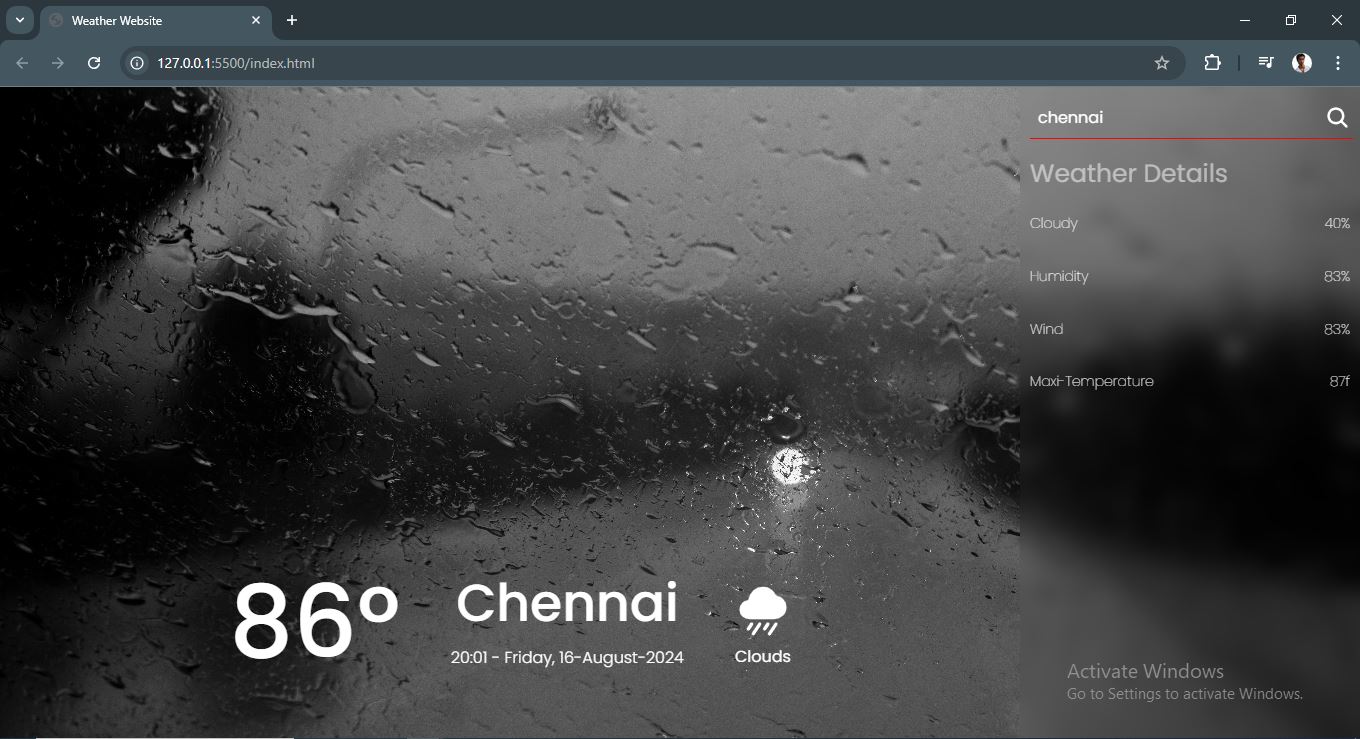 Weather Website
127.0.0.1:5500/index.html
chennai
Weather Details
Cloudy 40%
Humidity 83%
Wind 83%
Maxi-Temperature 87f
86° Chennai
20:01 - Friday, 16-August-2024 Clouds
Activate Windows
Go to Settings to activate Windows.